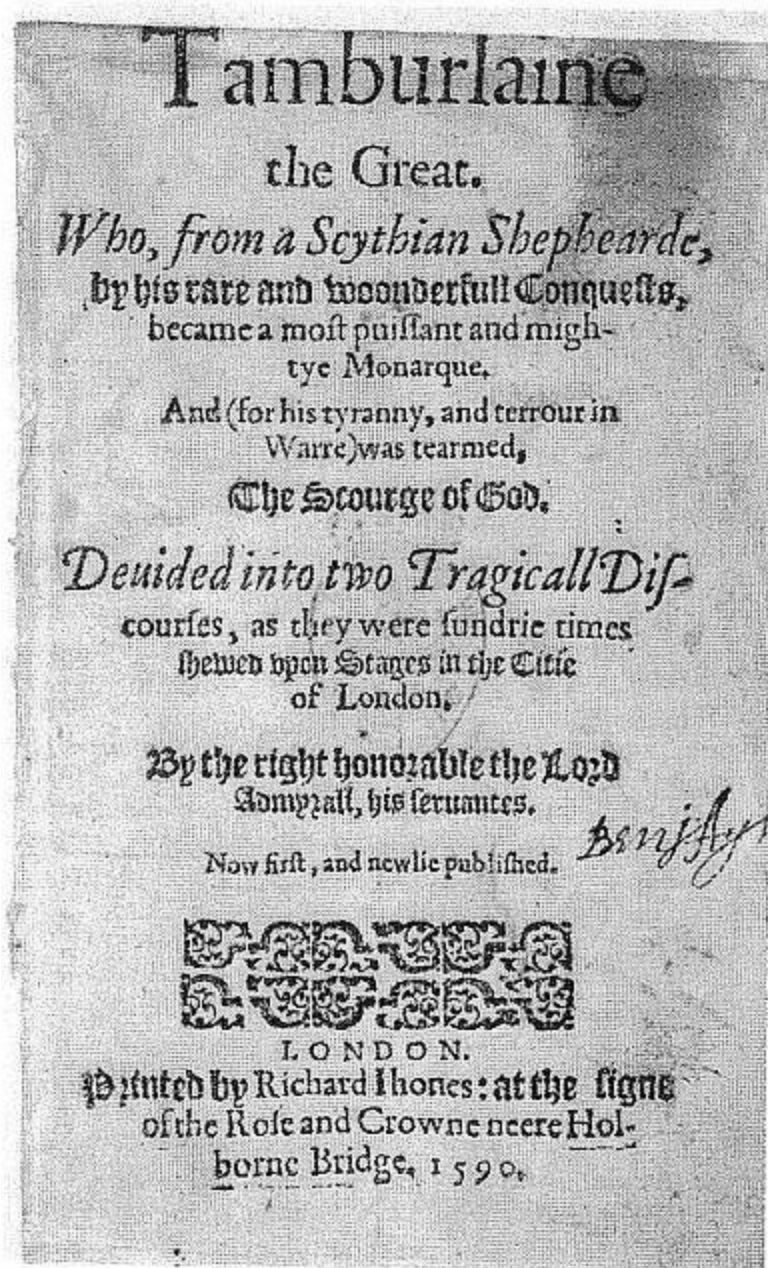 Tamburlaine
the Great.
Who, from a Scythian Shephearde,
by his rare and woonderfull Conquests,
became a moſt puiſſant and migh-
tye Monarque.
And (for his tyranny, and terrour in
Warre) was tearmed,
The Scourge of God.
Deuided into two Tragicall Diſ-
courſes, as they were ſundrie times
ſhewed vpon Stages in the Citie
of London.
By the right honorable the Lord
Admyrall, his ſeruantes.
Now firſt, and newlie publiſhed.
LONDON.
Printed by Richard Ihones: at the ſigne
of the Roſe and Crowne neere Hol-
borne Bridge. 1590.